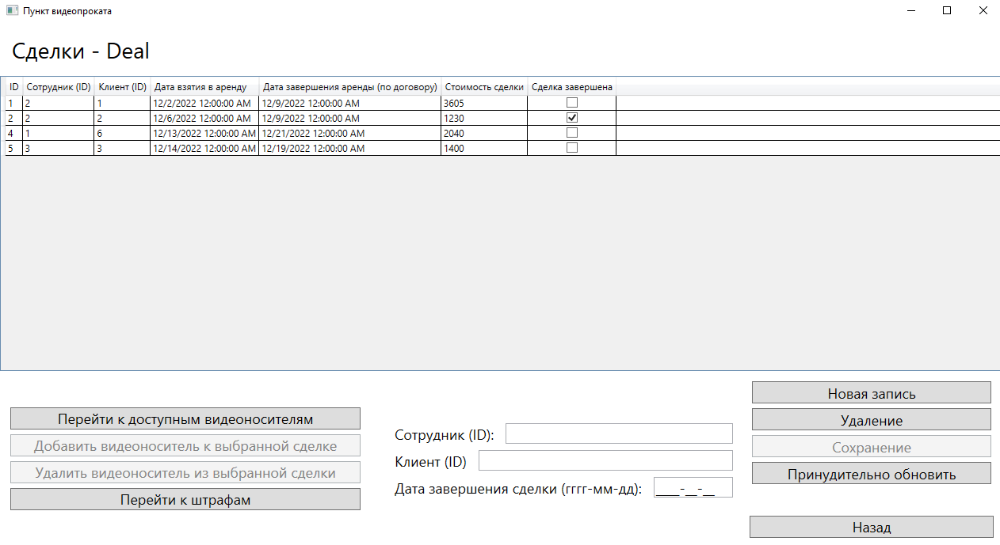 Пункт видеопроката
Сделки - Deal
ID Сотрудник (ID) Клиент (ID) Дата взятия в аренду Дата завершения аренды (по договору) Стоимость сделки Сделка завершена
1 2 1 12/2/2022 12:00:00 AM 12/9/2022 12:00:00 AM 3605
2 2 2 12/6/2022 12:00:00 AM 12/9/2022 12:00:00 AM 1230
4 1 6 12/13/2022 12:00:00 AM 12/21/2022 12:00:00 AM 2040
5 3 3 12/14/2022 12:00:00 AM 12/19/2022 12:00:00 AM 1400
Перейти к доступным видеоносителям
Добавить видеоноситель к выбранной сделке
Удалить видеоноситель из выбранной сделки
Перейти к штрафам
Сотрудник (ID):
Клиент (ID)
Дата завершения сделки (гггг-мм-дд): ____-__-__
Новая запись
Удаление
Сохранение
Принудительно обновить
Назад